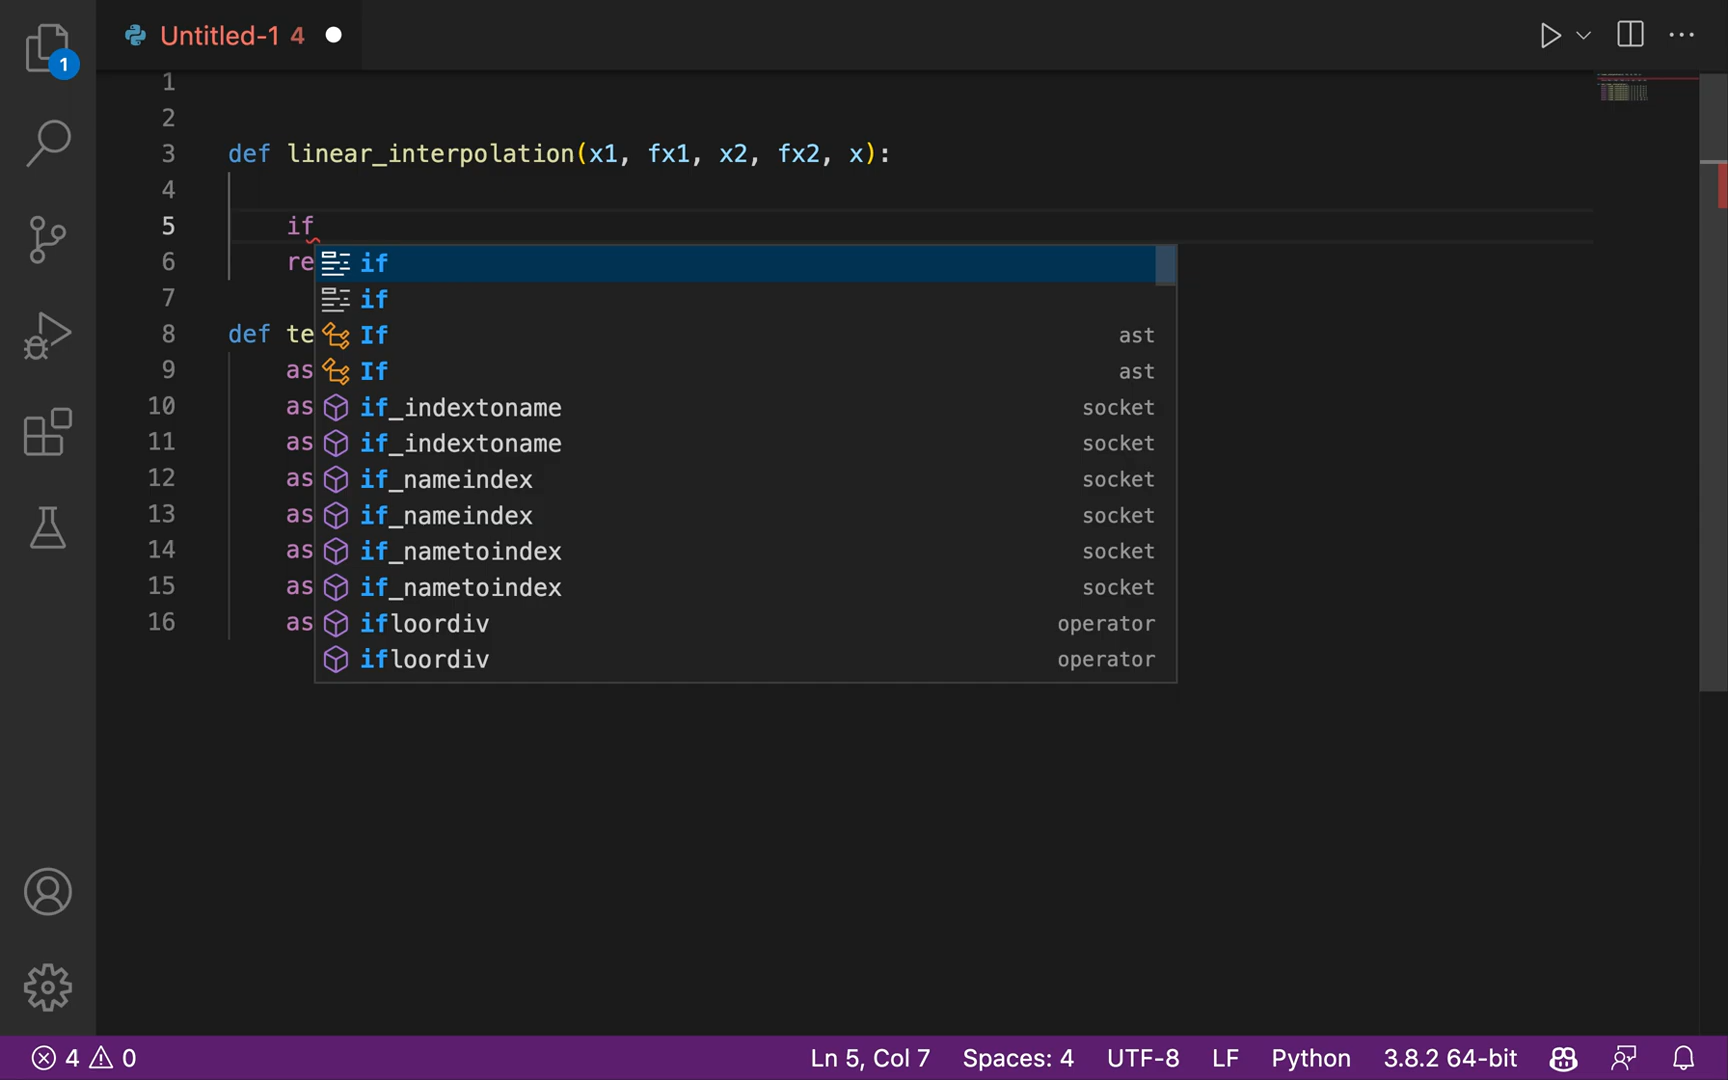 Untitled-1 4
1
1
2
3 def linear_interpolation(x1, fx1, x2, fx2, x):
4
5 if
6 re
7
8 def te
9 as
10 as
11 as
12 as
13 as
14 as
15 as
16 as
if
if
If ast
If ast
if_indextoname socket
if_indextoname socket
if_nameindex socket
if_nameindex socket
if_nametoindex socket
if_nametoindex socket
ifloordiv operator
ifloordiv operator
4 0 Ln 5, Col 7 Spaces: 4 UTF-8 LF Python 3.8.2 64-bit